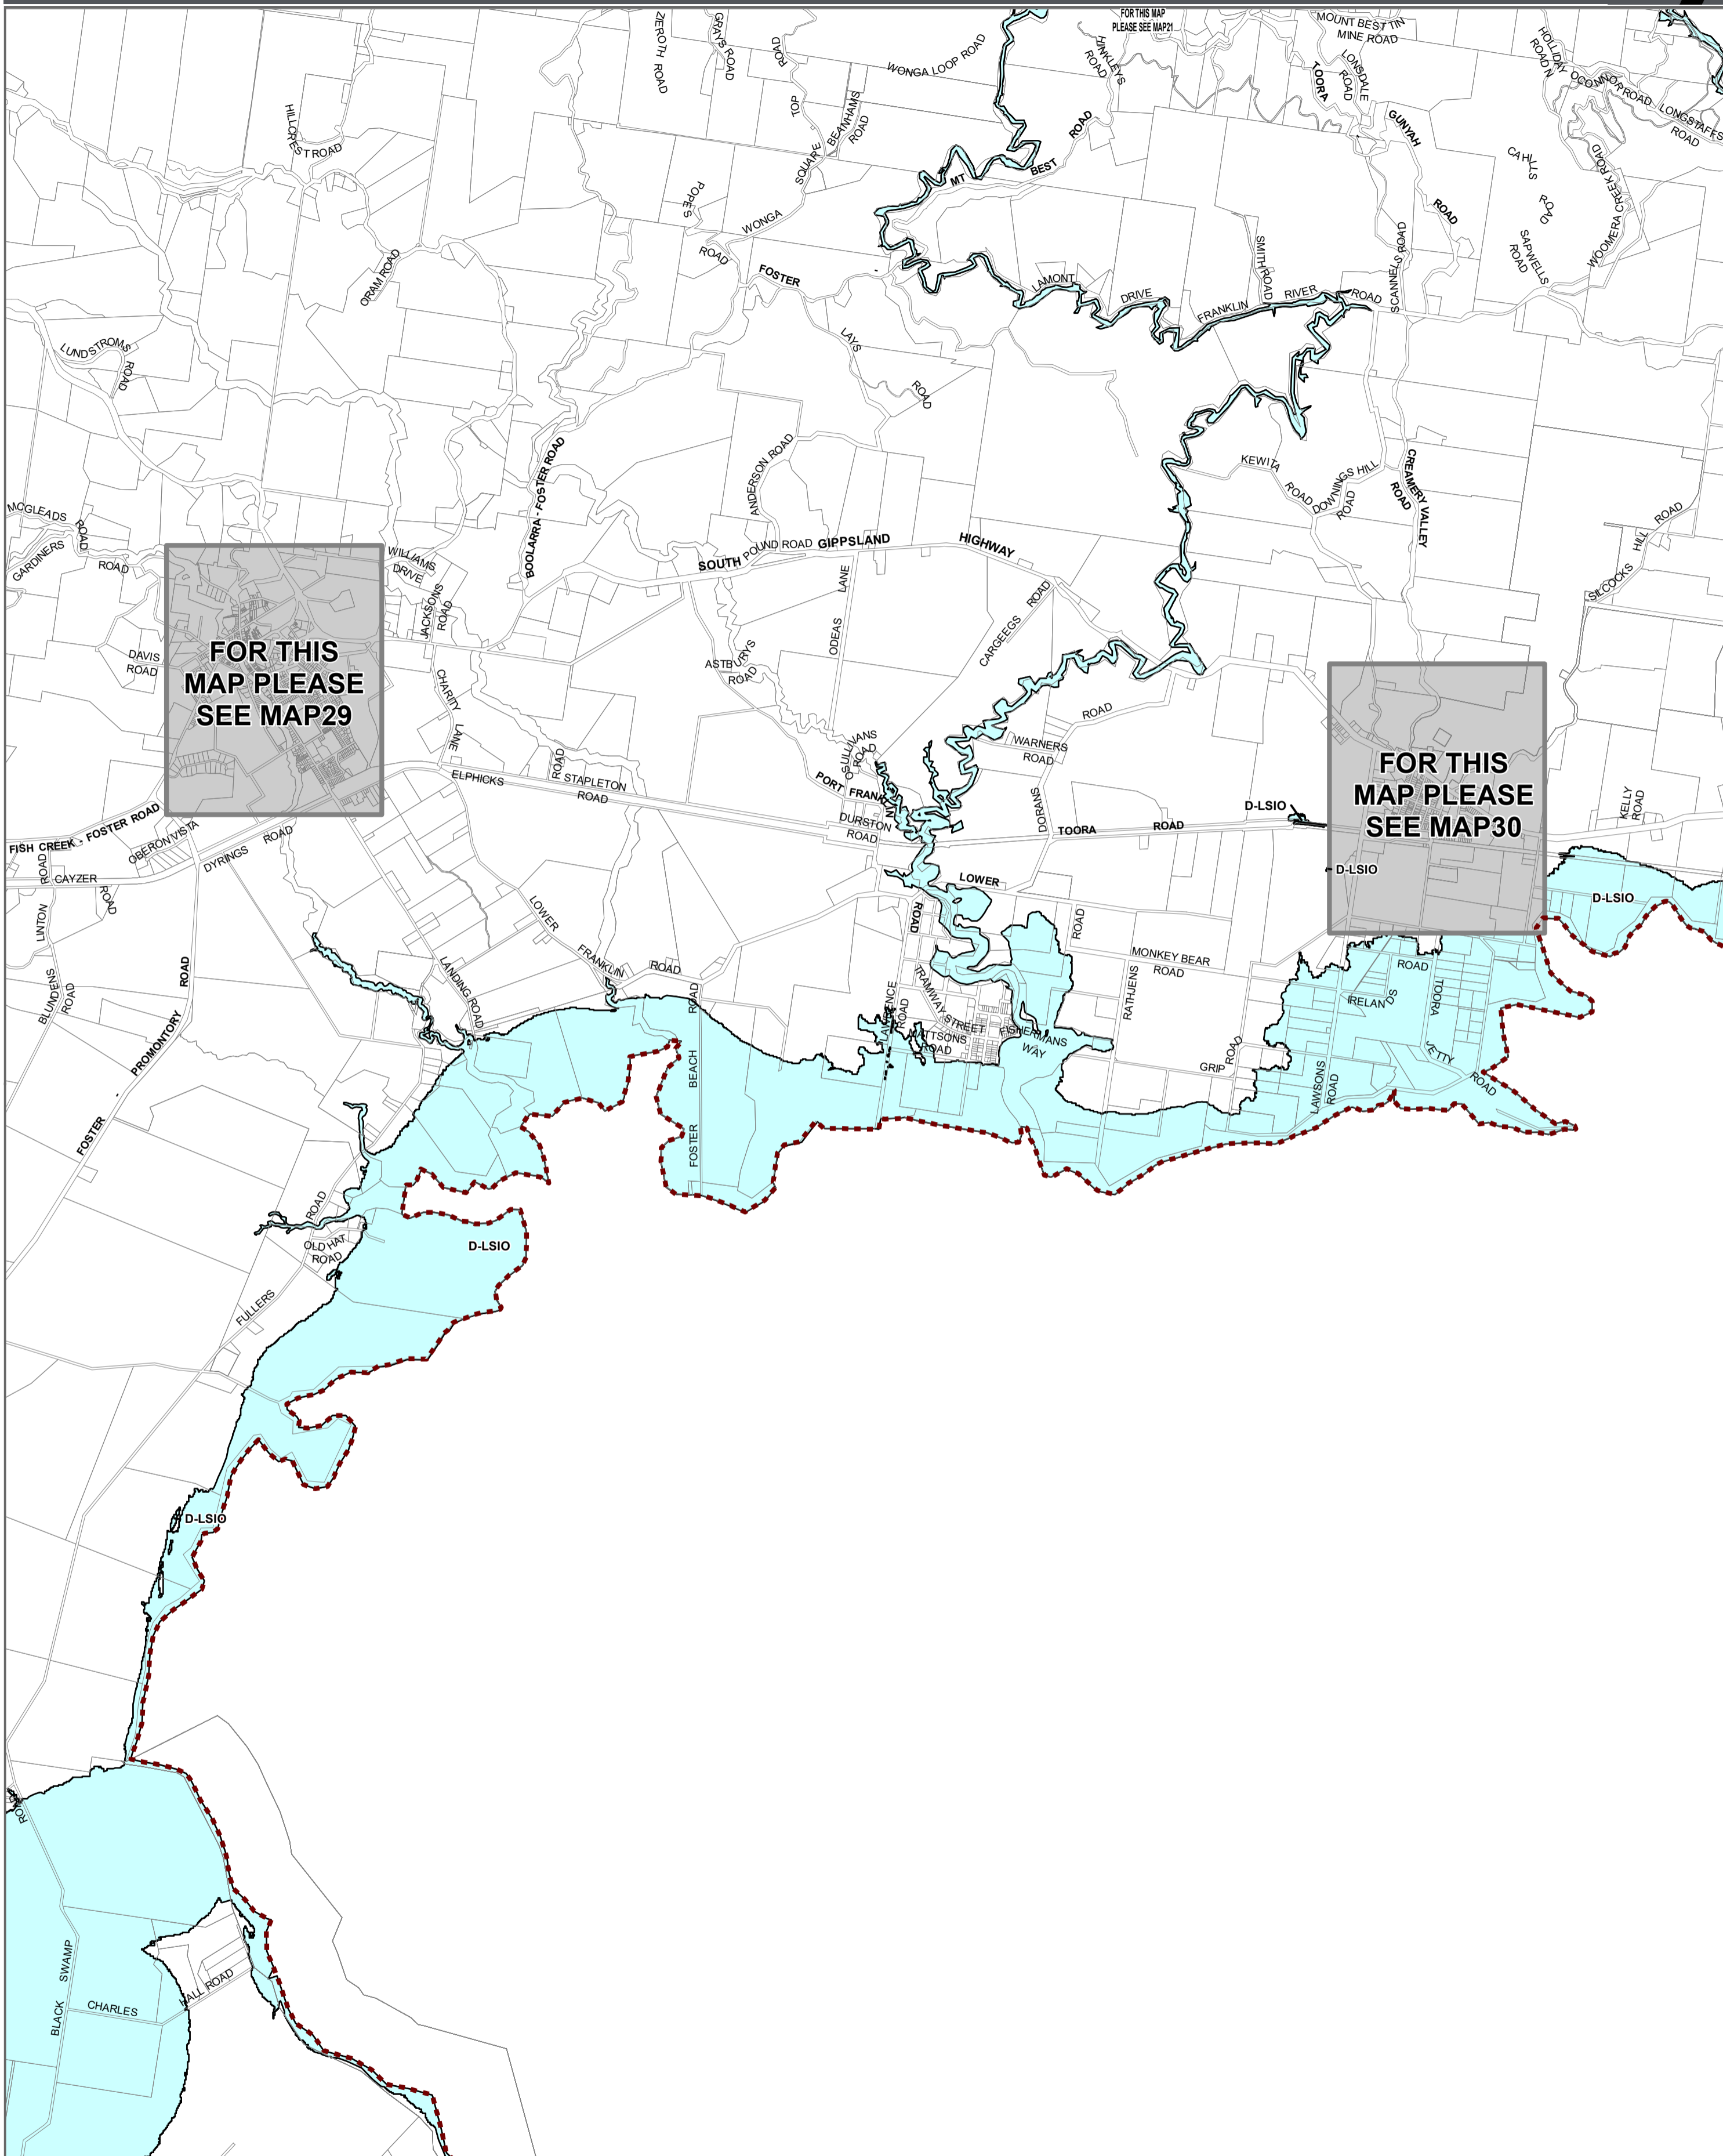 FOR THIS MAP
PLEASE SEE MAP21
ZEROTH ROAD
GRAYS ROAD
TOP
ROAD
WONGA LOOP ROAD
HINKLEYS
ROAD
MOUNT BEST TIN
MINE ROAD
LONSDALE
ROAD
TOORA
GUNYAH
ROAD
HOLLIDAY
ROAD N
OCONNOR ROAD
LONGSTAFFS
ROAD
CAHILLS
ROAD
WOOMERA CREEK ROAD
SAPWELLS
ROAD
HILLCREST ROAD
BEANHAMS
ROAD
SQUARE
WONGA
POPES
ROAD
MT
BEST
ROAD
FOSTER
ORAM ROAD
LAMONT
DRIVE
SMITH ROAD
FRANKLIN
RIVER
ROAD
SCANNELS ROAD
LUNDSTROMS
ROAD
LAYS
ROAD
ANDERSON ROAD
BOOLARRA - FOSTER ROAD
KEWITA
ROAD
DOWNINGS HILL
ROAD
CREAMERY VALLEY
ROAD
MCGLEADS
ROAD
GARDINERS
ROAD
WILLIAMS
DRIVE
JACKSONS
ROAD
SOUTH
POUND ROAD
GIPPSLAND
HIGHWAY
SILCOCKS
HILL
ROAD
ODEAS
LANE
CARGEEGS
ROAD
ASTBURYS
ROAD
DAVIS
ROAD
FOR THIS
MAP PLEASE
SEE MAP29
CHARITY
LANE
ELPHICKS
ROAD
STAPLETON
ROAD
OSULLIVANS
ROAD
PORT FRANKLIN
DURSTON
ROAD
WARNERS
ROAD
ROAD
DORANS
TOORA
ROAD
D-LSIO
FOR THIS
MAP PLEASE
SEE MAP30
D-LSIO
KELLY
ROAD
D-LSIO
FISH CREEK - FOSTER ROAD
OBERON VISTA
DYRINGS
ROAD
ROAD
CAYZER
ROAD
LINTON
BLUNDENS
ROAD
LOWER
ROAD
LOWER
FRANKLIN
ROAD
LANDING ROAD
ROAD
MONKEY BEAR
ROAD
RATHJENS
TRAMWAY STREET
LAWRENCE
ROAD
MATTSONS
ROAD
FISHERMANS
WAY
ROAD
BEACH
FOSTER
GRIP
ROAD
IRELANDS
ROAD
TOORA
JETTY
ROAD
LAWSONS
ROAD
FOSTER
-
PROMONTORY
ROAD
ROAD
OLD HAT
ROAD
FULLERS
D-LSIO
D-LSIO
ROAD
BLACK
SWAMP
CHARLES
HALL ROAD